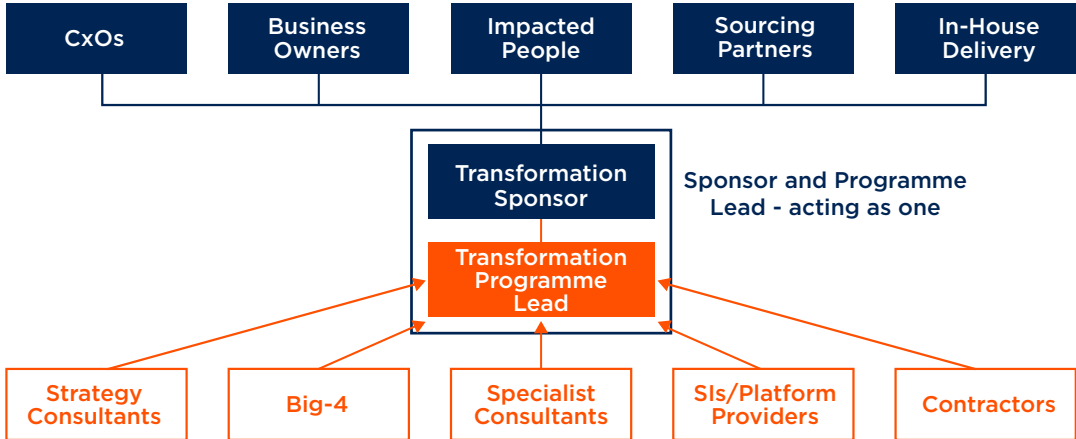 CxOs
Business
Owners
Impacted
People
Sourcing
Partners
In-House
Delivery
Transformation
Sponsor
Sponsor and Programme
Lead - acting as one
Transformation
Programme
Lead
Strategy
Consultants
Big-4
Specialist
Consultants
SIs/Platform
Providers
Contractors